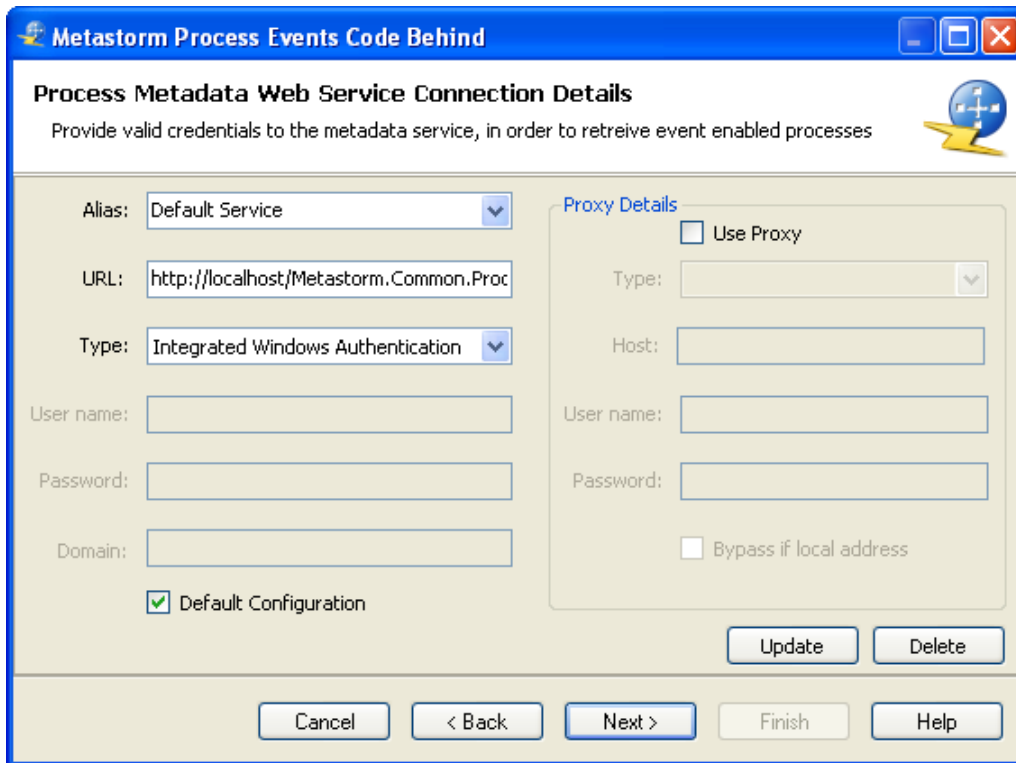 Metastorm Process Events Code Behind
Process Metadata Web Service Connection Details
Provide valid credentials to the metadata service, in order to retreive event enabled processes
Alias: Default Service
URL: http://localhost/Metastorm.Common.Proc
Type: Integrated Windows Authentication
User name:
Password:
Domain:
Default Configuration
Proxy Details
Use Proxy
Type:
Host:
User name:
Password:
Bypass if local address
Update Delete
Cancel < Back Next > Finish Help